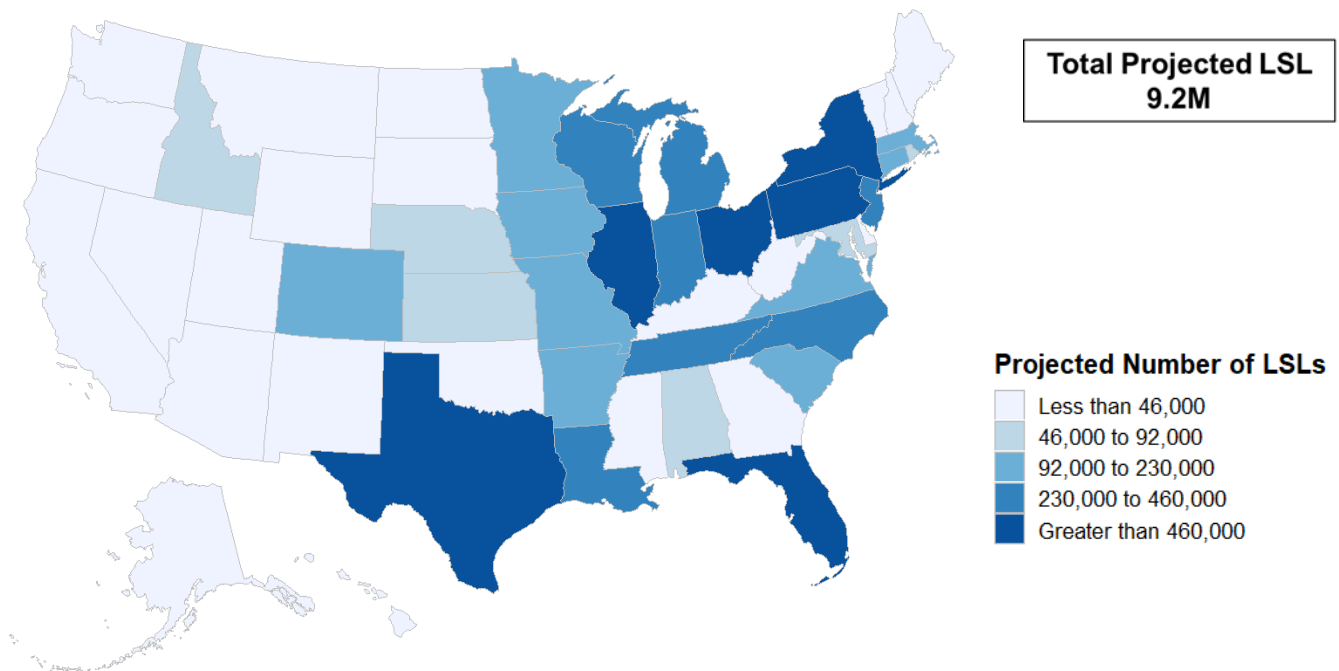 Total Projected LSL
9.2M
Projected Number of LSLs
Less than 46,000
46,000 to 92,000
92,000 to 230,000
230,000 to 460,000
Greater than 460,000